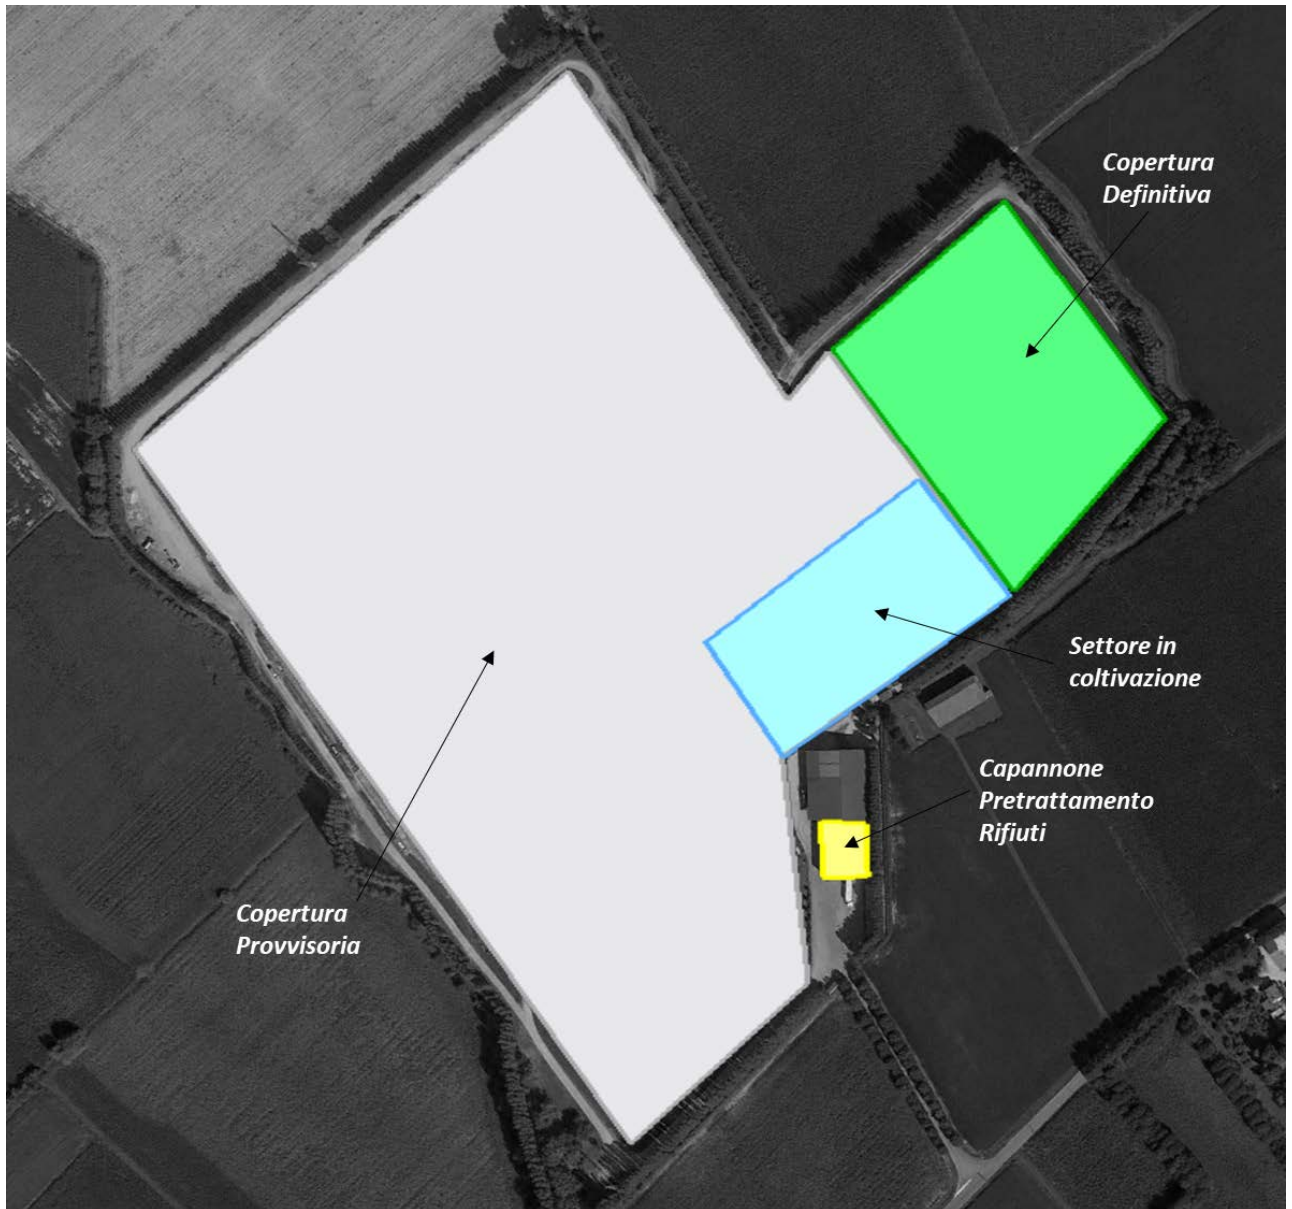 Copertura
Definitiva
Settore in
coltivazione
Capannone
Pretrattamento
Rifiuti
Copertura
Provvisoria